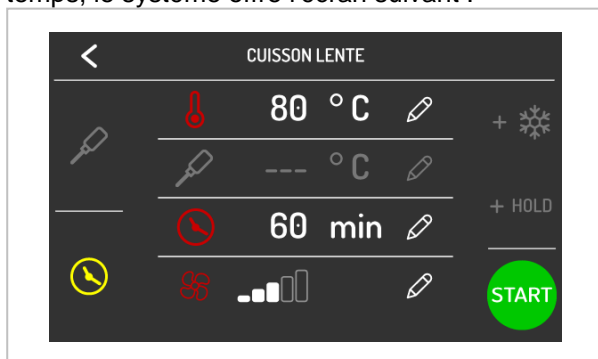 temps, le système offre l'écran suivant :
CUISSON LENTE
80 °C
--- °C
+ HOLD
60 min
START